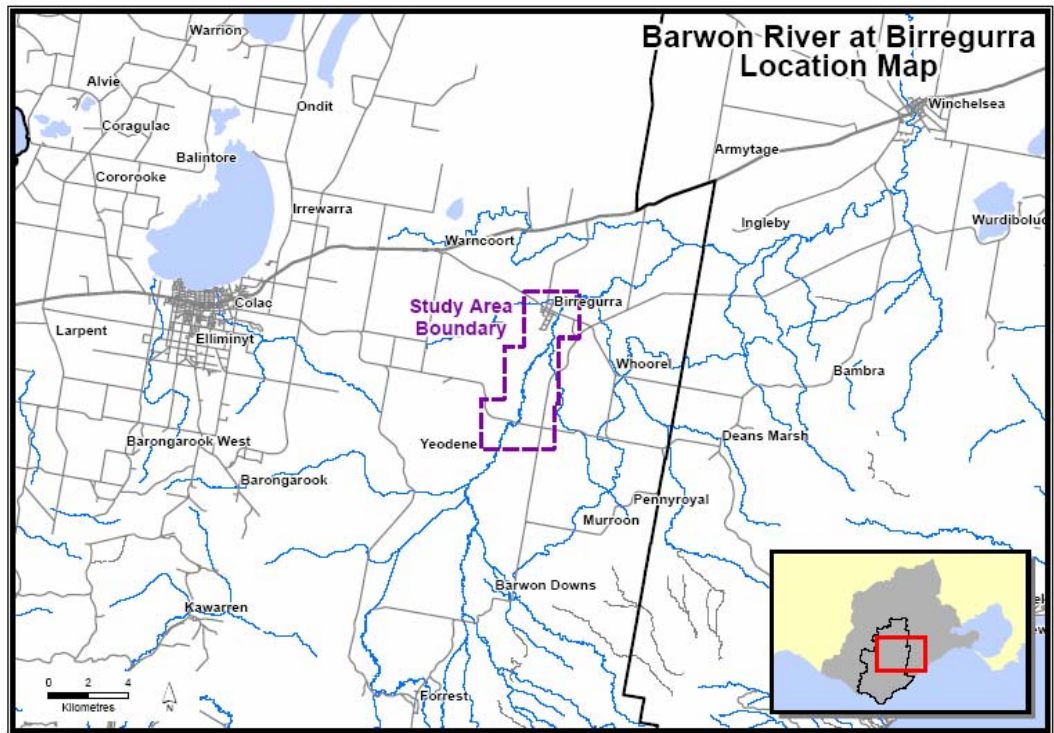 Barwon River at Birregurra
Location Map
Warrion
Alvie
Ondit
Coragulac
Balintore
Cororooke
Irrewarra
Winchelsea
Armytage
Ingleby
Wurdiboluc
Warncoort
Colac
Larpent
Elliminyt
Study Area
Boundary
Birregurra
Whoorel
Bambra
Deans Marsh
Yeodene
Barongarook West
Barongarook
Pennyroyal
Murroon
Barwon Downs
Kawarren
Forrest
0 2 4
Kilometres
N